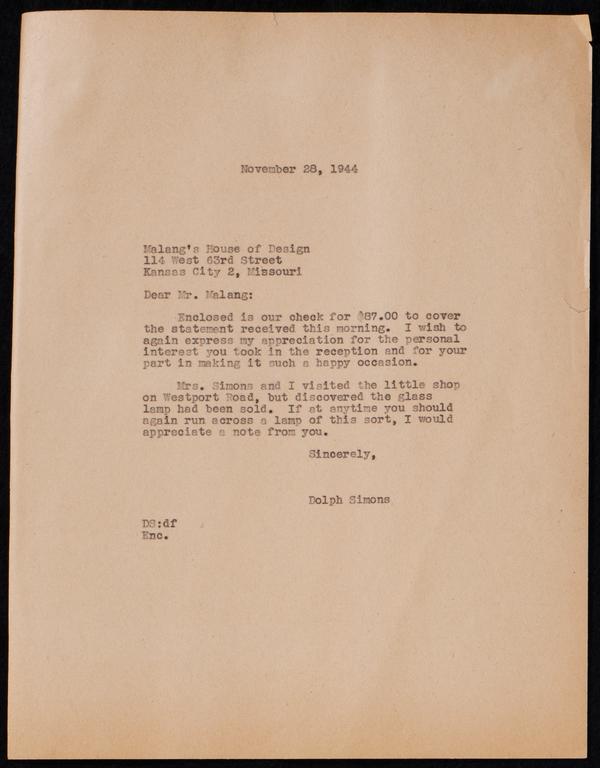 November 28, 1944
Malang's House of Design
114 West 63rd Street
Kansas City 2, Missouri
Dear Mr. Malang:
Enclosed is our check for $87.00 to cover
the statement received this morning. I wish to
again express my appreciation for the personal
interest you took in the reception and for your
part in making it such a happy occasion.
Mrs. Simons and I visited the little shop
on Westport Road, but discovered the glass
lamp had been sold. If at anytime you should
again run across a lamp of this sort, I would
appreciate a note from you.
Sincerely,
Dolph Simons
DS:df
Enc.